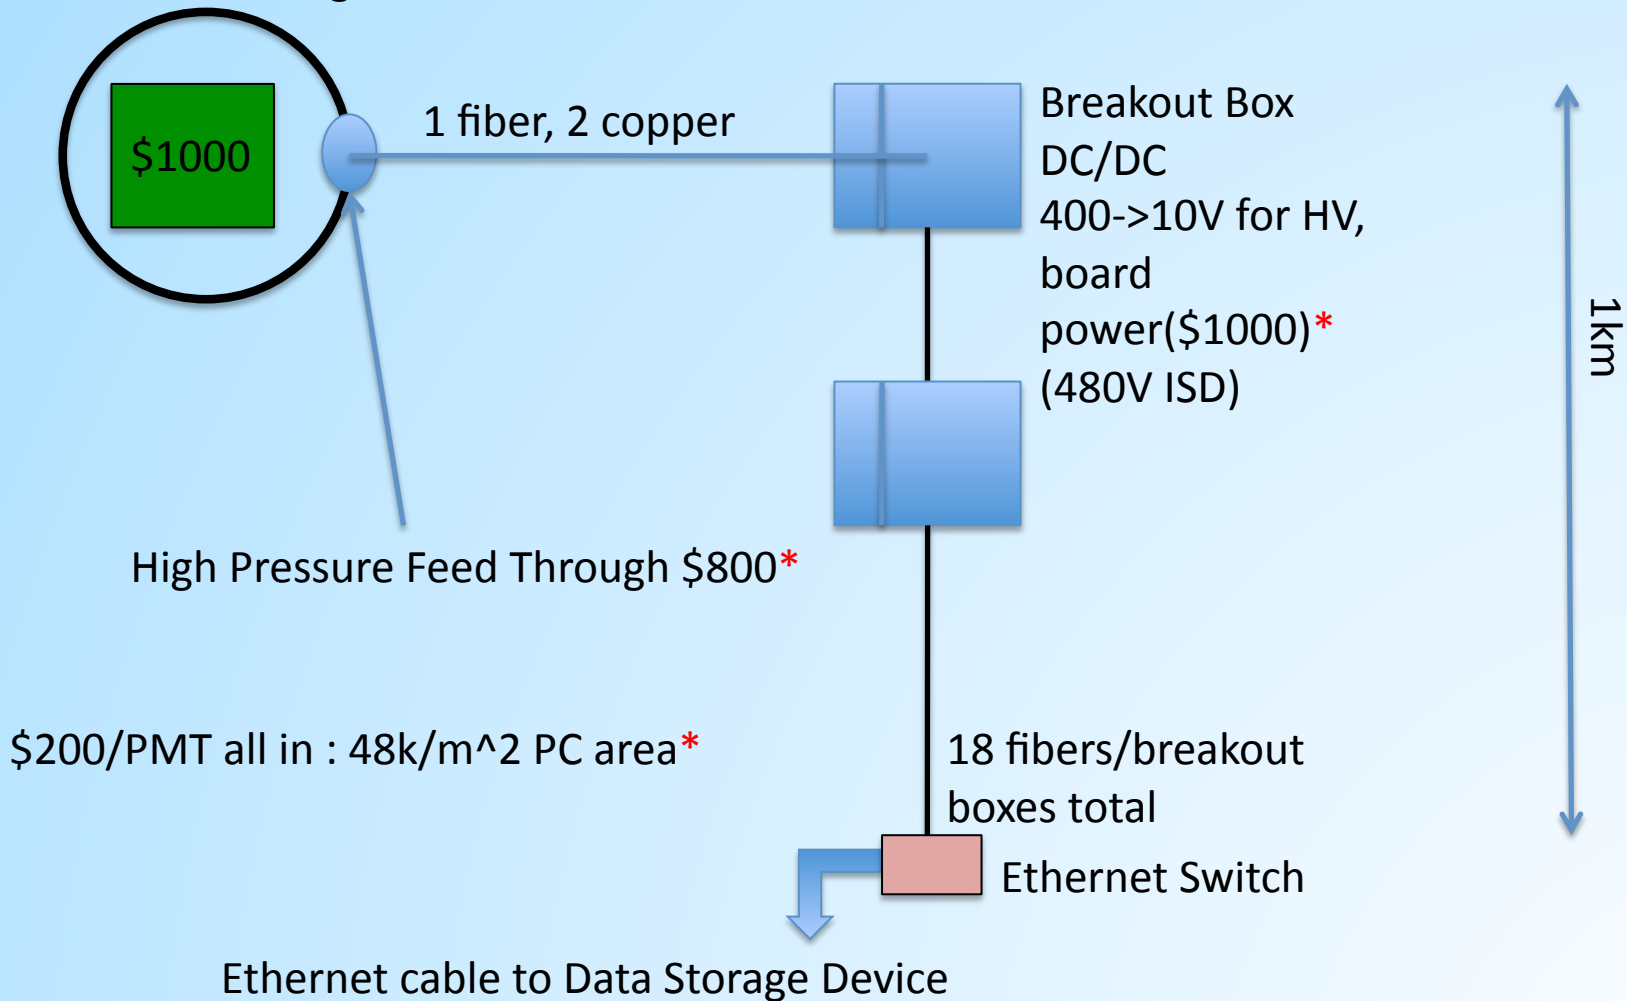 $1000
1 fiber, 2 copper
Breakout Box
DC/DC
400->10V for HV,
board
power($1000)*
(480V ISD)
1km
High Pressure Feed Through $800*
$200/PMT all in : 48k/m^2 PC area*
18 fibers/breakout
boxes total
Ethernet Switch
Ethernet cable to Data Storage Device